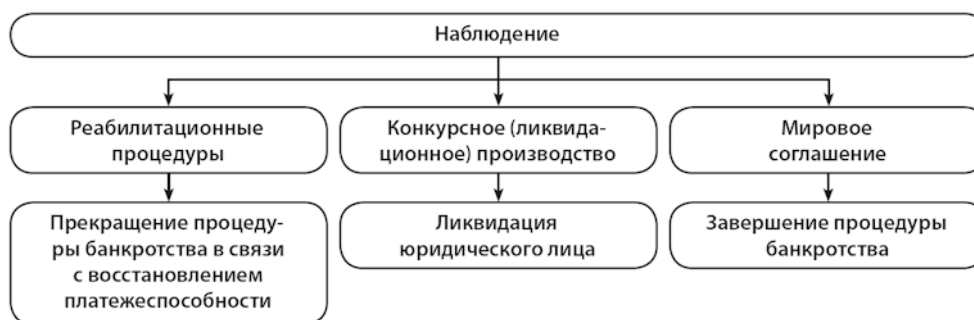 Наблюдение
Реабилитационные
процедуры
Конкурсное (ликвида-
ционное) производство
Мировое
соглашение
Прекращение процеду-
ры банкротства в связи
с восстановлением
платежеспособности
Ликвидация
юридического лица
Завершение процедуры
банкротства